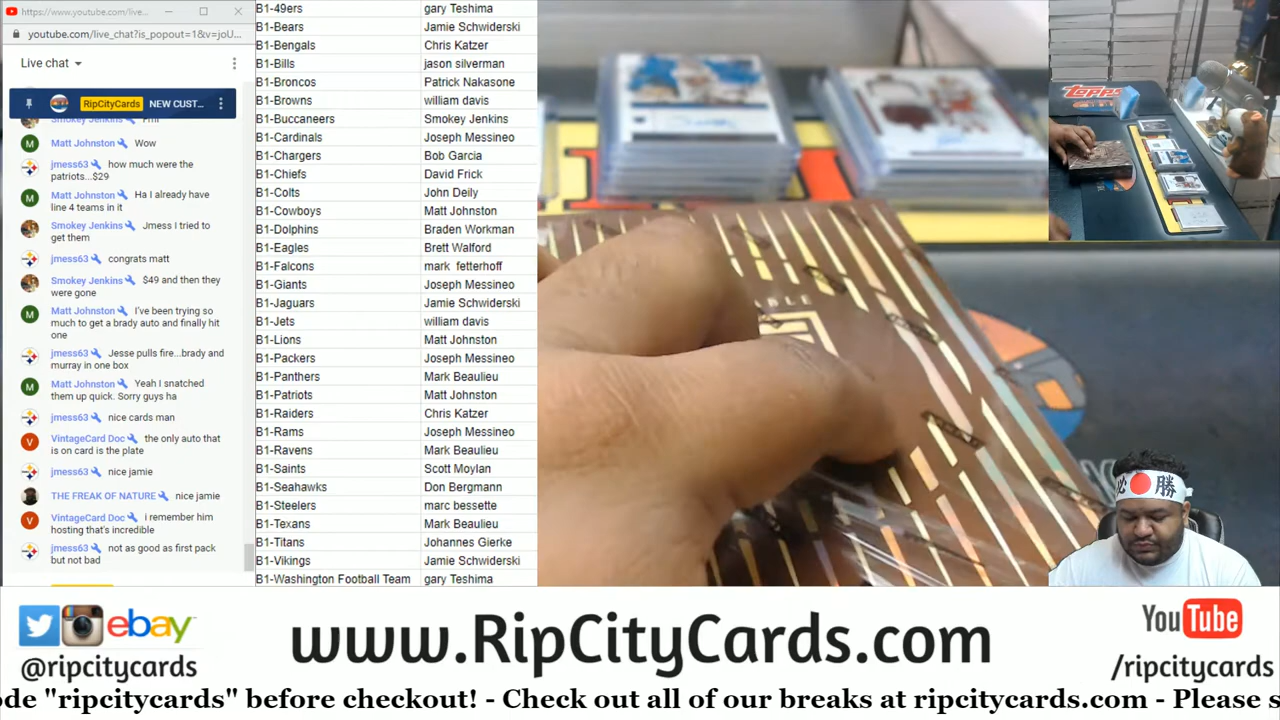 https://www.youtube.com/live...
youtube.com/live_chat?is_popout=1&v=joU...
Live chat
RipCityCards NEW CUST...
Smokey Jenkins
Matt Johnston Wow
jmess63 how much were the
patriots...$29
Matt Johnston Ha I already have
line 4 teams in it
Smokey Jenkins Jmess I tried to
get them
jmess63 congrats matt
Smokey Jenkins $49 and then they
were gone
Matt Johnston I've been trying so
much to get a brady auto and finally hit
one
jmess63 Jesse pulls fire...brady and
murray in one box
Matt Johnston Yeah I snatched
them up quick. Sorry guys ha
jmess63 nice cards man
VintageCard Doc the only auto that
is on card is the plate
jmess63 nice jamie
THE FREAK OF NATURE nice jamie
VintageCard Doc i remember him
hosting that's incredible
jmess63 not as good as first pack
but not bad
B1-49ers gary Teshima
B1-Bears Jamie Schwiderski
B1-Bengals Chris Katzer
B1-Bills jason silverman
B1-Broncos Patrick Nakasone
B1-Browns william davis
B1-Buccaneers Smokey Jenkins
B1-Cardinals Joseph Messineo
B1-Chargers Bob Garcia
B1-Chiefs David Frick
B1-Colts John Deily
B1-Cowboys Matt Johnston
B1-Dolphins Braden Workman
B1-Eagles Brett Walford
B1-Falcons mark fetterhoff
B1-Giants Joseph Messineo
B1-Jaguars Jamie Schwiderski
B1-Jets william davis
B1-Lions Matt Johnston
B1-Packers Joseph Messineo
B1-Panthers Mark Beaulieu
B1-Patriots Matt Johnston
B1-Raiders Chris Katzer
B1-Rams Joseph Messineo
B1-Ravens Mark Beaulieu
B1-Saints Scott Moylan
B1-Seahawks Don Bergmann
B1-Steelers marc bessette
B1-Texans Mark Beaulieu
B1-Titans Johannes Gierke
B1-Vikings Jamie Schwiderski
B1-Washington Football Team gary Teshima
Topps
必 勝
ebay
@ripcitycards
www.RipCityCards.com
YouTube
/ripcitycards
ode "ripcitycards" before checkout! - Check out all of our breaks at ripcitycards.com - Please s